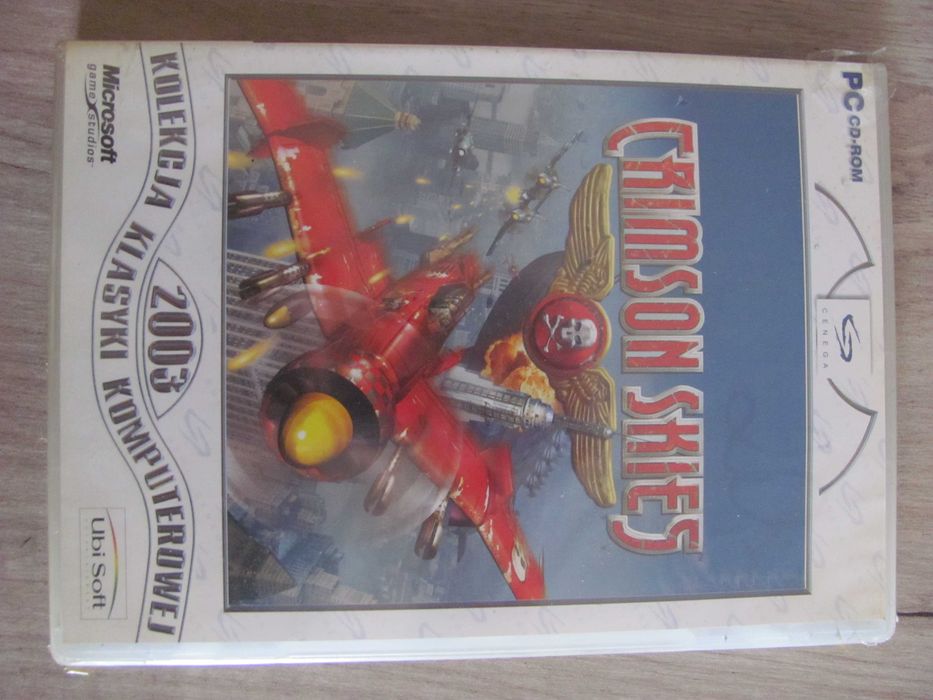 PC CD-ROM
CENEGA
CRIMSON SKIES
2003
KOLEKCJA KLASYKI KOMPUTEROWEJ
Microsoft
game studios
Ubi Soft